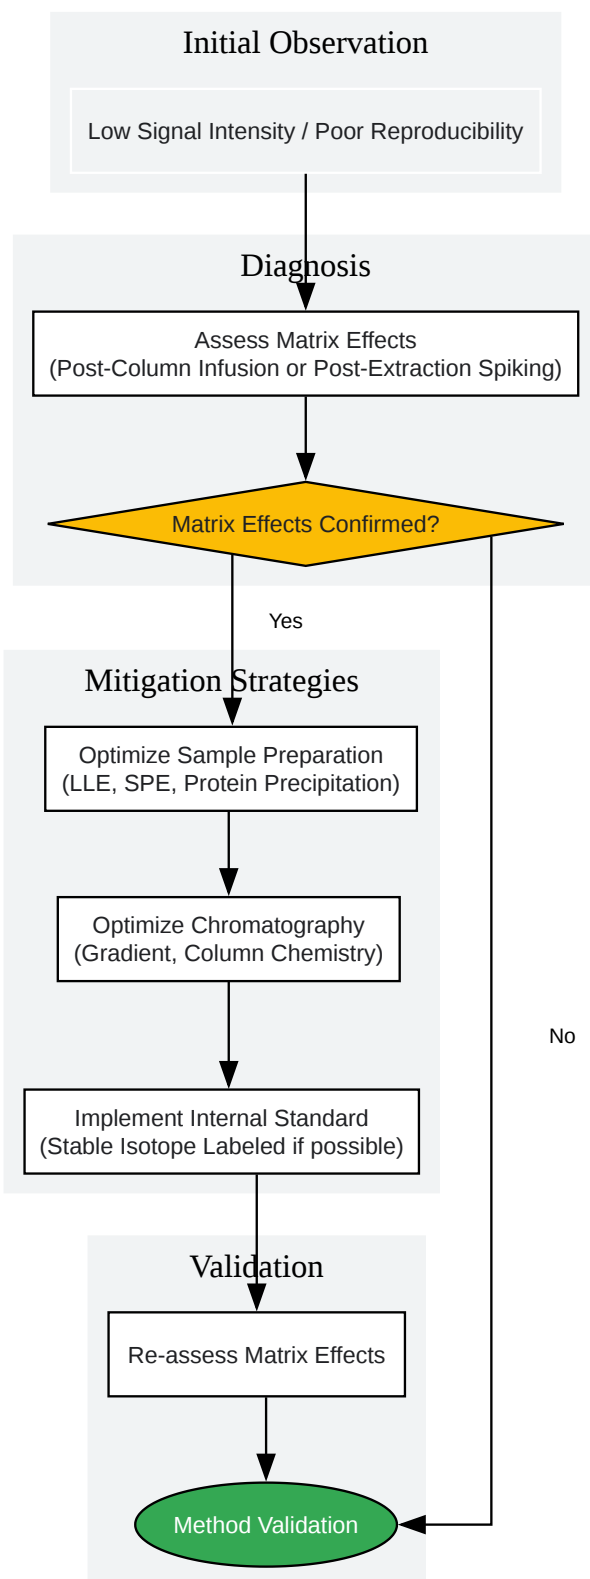 Initial Observation
Low Signal Intensity / Poor Reproducibility
Diagnosis
Assess Matrix Effects
(Post-Column Infusion or Post-Extraction Spiking)
Matrix Effects Confirmed?
Yes
Mitigation Strategies
Optimize Sample Preparation
(LLE, SPE, Protein Precipitation)
Optimize Chromatography
(Gradient, Column Chemistry)
No
Implement Internal Standard
(Stable Isotope Labeled if possible)
Validation
Re-assess Matrix Effects
Method Validation